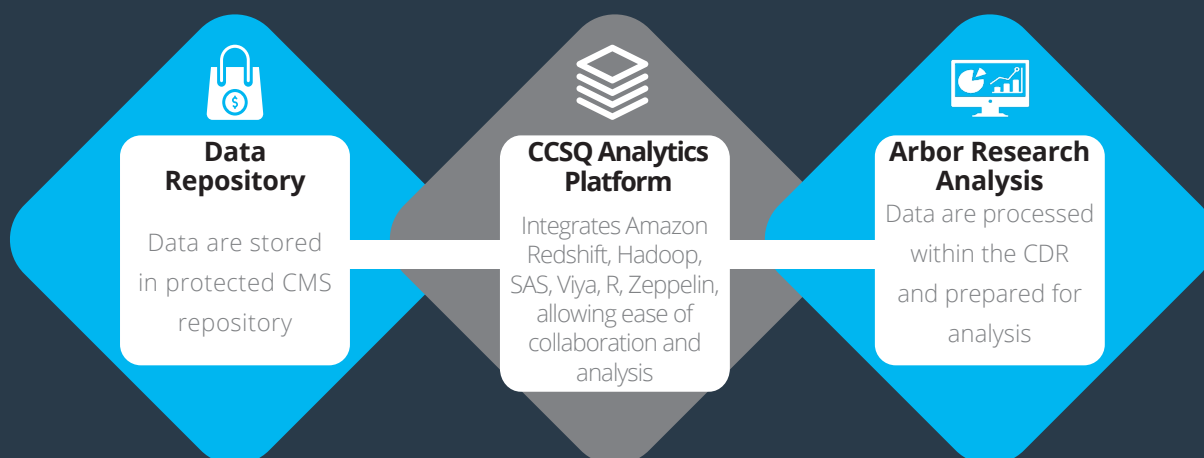 Data
Repository
Data are stored
in protected CMS
repository
CCSQ Analytics
Platform
Integrates Amazon
Redshift, Hadoop,
SAS, Viya, R, Zeppelin,
allowing ease of
collaboration and
analysis
Arbor Research
Analysis
Data are processed
within the CDR
and prepared for
analysis
$